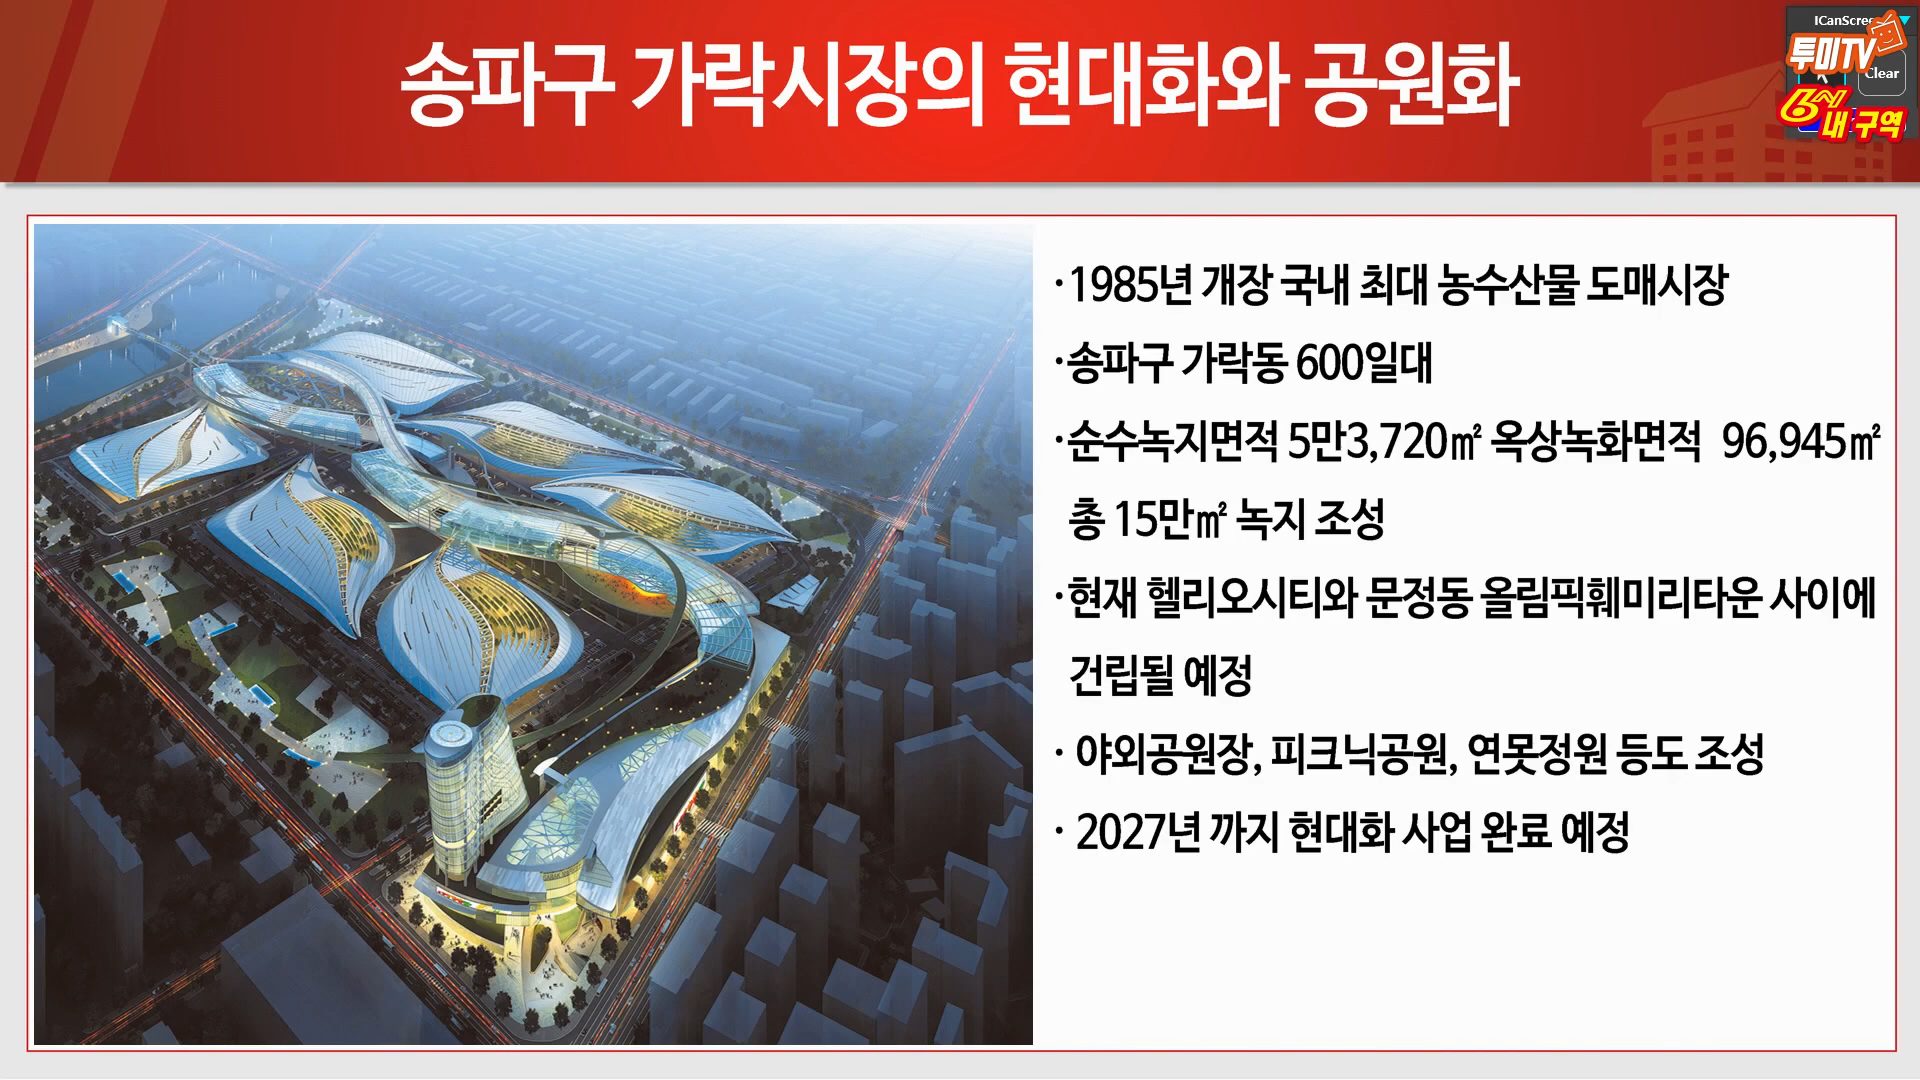 송파구 가락시장의 현대화와 공원화
ICanScree
투미TV
Clear
6시 내 구역
·1985년 개장 국내 최대 농수산물 도매시장
·송파구 가락동 600일대
·순수녹지면적 5만3,720㎡ 옥상녹화면적 96,945㎡
총 15만㎡ 녹지 조성
·현재 헬리오시티와 문정동 올림픽훼미리타운 사이에
건립될 예정
· 야외공원장, 피크닉공원, 연못정원 등도 조성
· 2027년 까지 현대화 사업 완료 예정